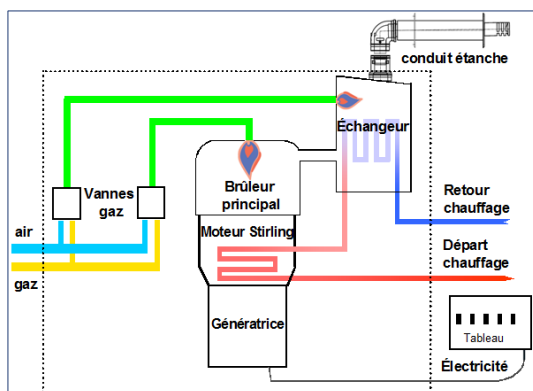 conduit étanche
Échangeur
Vannes
gaz
Brûleur
principal
Retour
chauffage
air
Moteur Stirling
Départ
chauffage
gaz
Génératrice
Tableau
Électricité